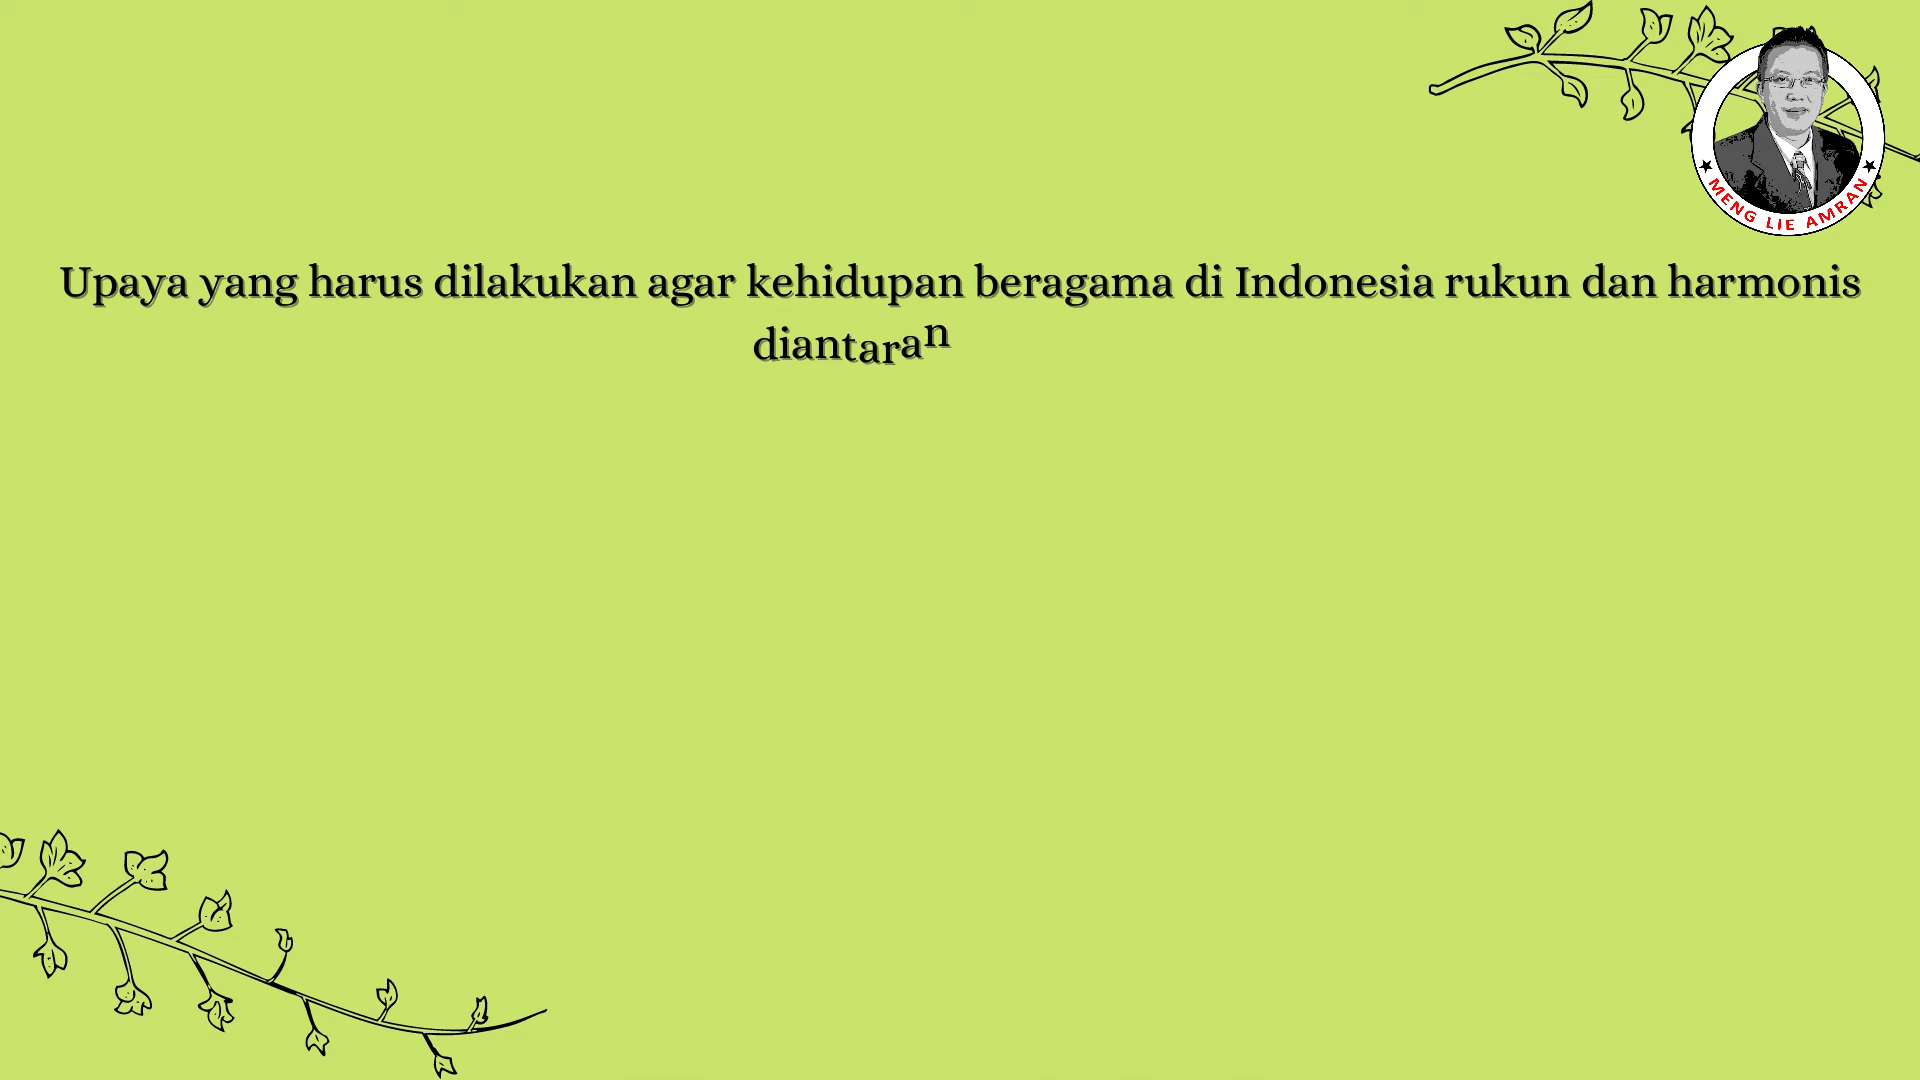 MENG LIE AMRAN
Upaya yang harus dilakukan agar kehidupan beragama di Indonesia rukun dan harmonis
diantaran